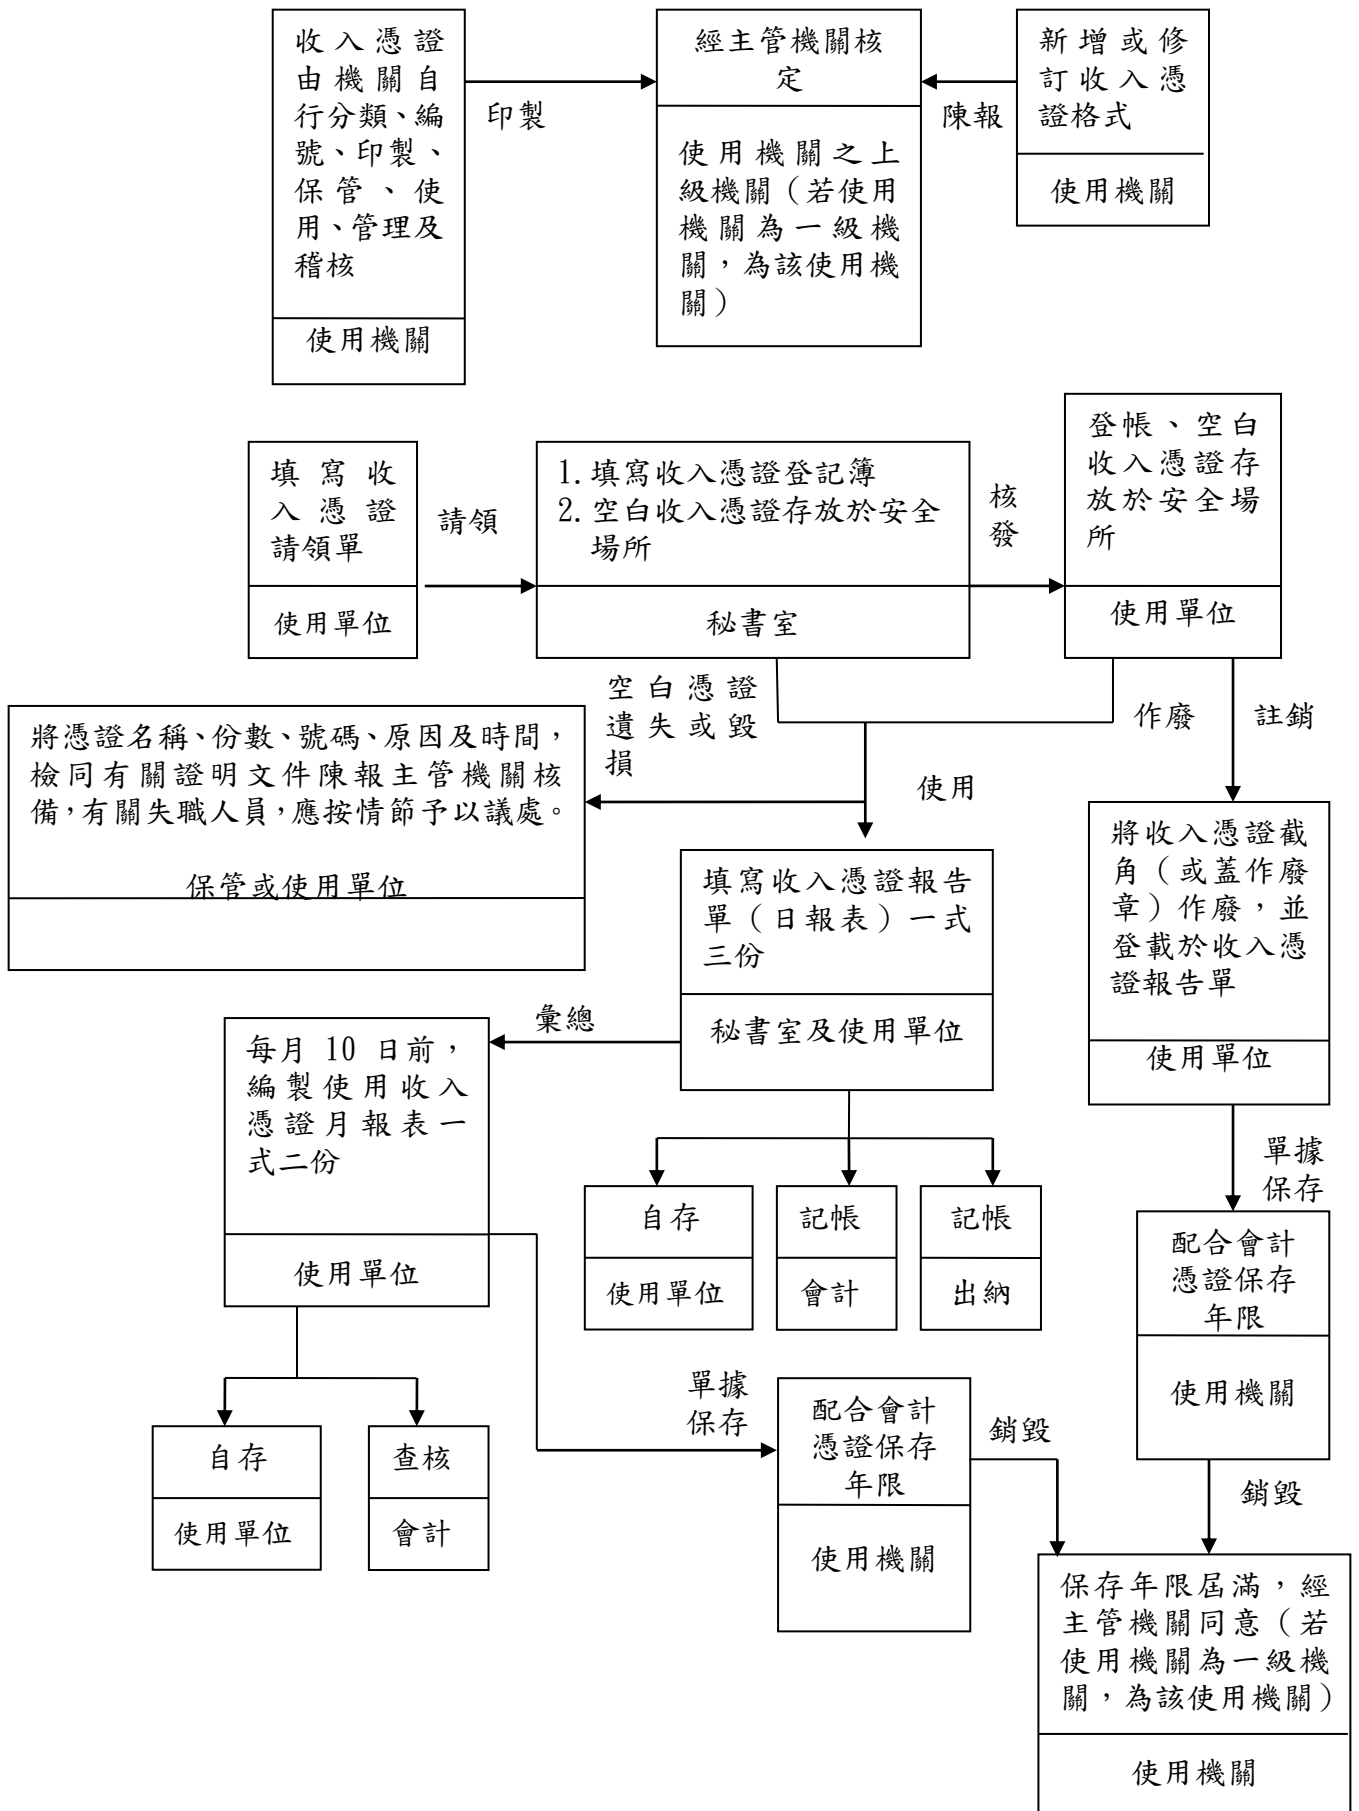 收入憑證
由機關自
行分類、編
號、印製、
保管、使
用、管理及
稽核
使用機關
印製
經主管機關核
定
使用機關之上
級機關（若使用
機關為一級機
關，為該使用機
關）
陳報
新增或修
訂收入憑
證格式
使用機關
填寫收
入憑證
請領單
使用單位
請領
1.填寫收入憑證登記簿
2.空白收入憑證存放於安全
場所
秘書室
核
發
登帳、空白
收入憑證存
放於安全場
所
使用單位
空白憑證
遺失或毀
損
使用
作廢
註銷
將憑證名稱、份數、號碼、原因及時間，
檢同有關證明文件陳報主管機關核
備，有關失職人員，應按情節予以議處。
保管或使用單位
填寫收入憑證報告
單（日報表）一式
三份
秘書室及使用單位
將收入憑證截
角（或蓋作廢
章）作廢，並
登載於收入憑
證報告單
使用單位
彙總
每月 10 日前，
編製使用收入
憑證月報表一
式二份
使用單位
自存
使用單位
記帳
會計
記帳
出納
單據
保存
配合會計
憑證保存
年限
使用機關
自存
使用單位
查核
會計
單據
保存
配合會計
憑證保存
年限
使用機關
銷毀
銷毀
保存年限屆滿，經
主管機關同意（若
使用機關為一級機
關，為該使用機關）
使用機關